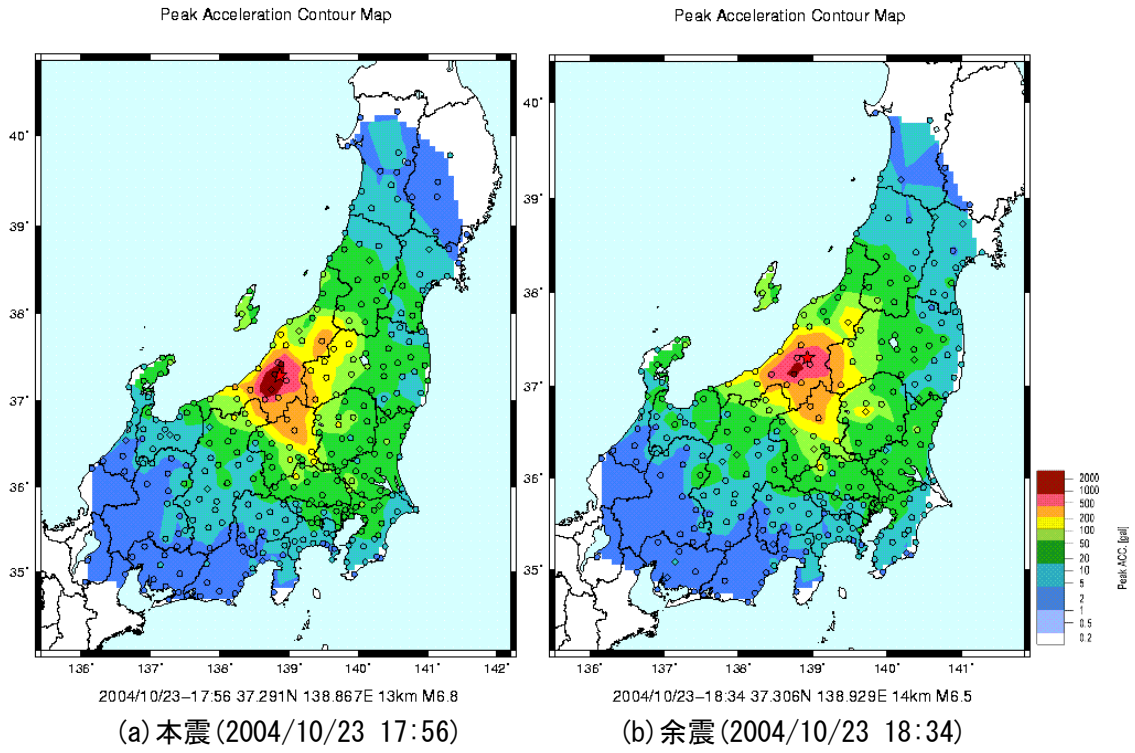 Peak Acceleration Contour Map
40˚
39˚
38˚
37˚
36˚
35˚
136˚ 137˚ 138˚ 139˚ 140˚ 141˚ 142˚
2004/10/23-17:56 37.291N 138.867E 13km M6.8
(a)本震(2004/10/23 17:56)
Peak Acceleration Contour Map
40˚
39˚
38˚
37˚
36˚
35˚
136˚ 137˚ 138˚ 139˚ 140˚ 141˚
2004/10/23-18:34 37.306N 138.929E 14km M6.5
(b)余震(2004/10/23 18:34)
2000
1000
500
200
100
50
20
10
5
2
1
0.5
0.2
Peak ACC. [gal]